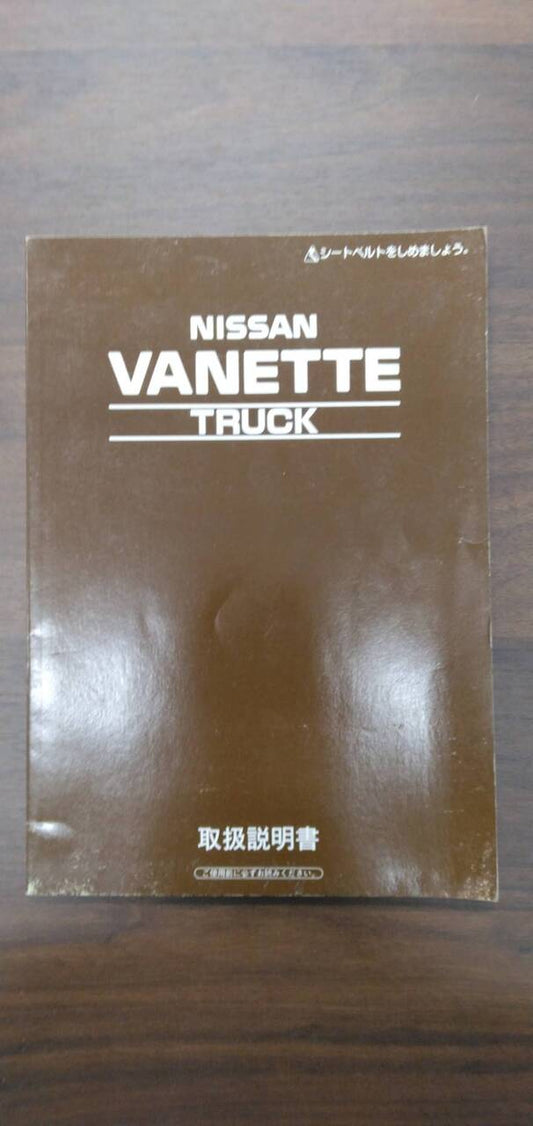 シートベルトをしめましょう。
NISSAN
VANETTE
TRUCK
取扱説明書
ご使用前に必ずお読みください。